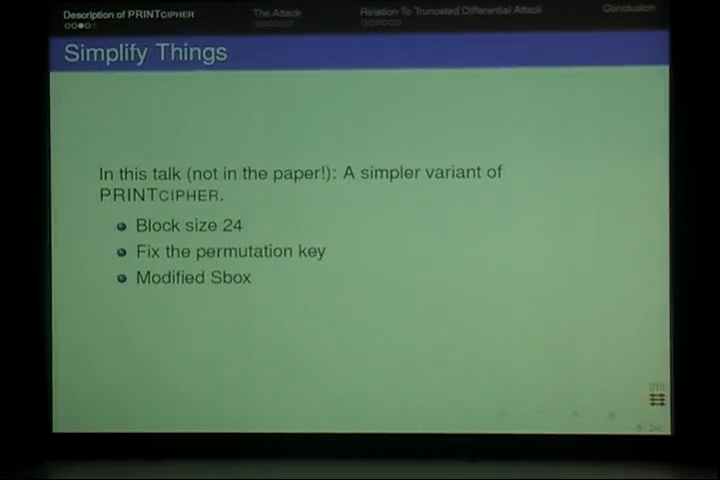 Description of PRINTCIPHER
The Attack
Relation To Truncated Differential Attack
Conclusion
Simplify Things
In this talk (not in the paper!): A simpler variant of
PRINTCIPHER.
Block size 24
Fix the permutation key
Modified Sbox